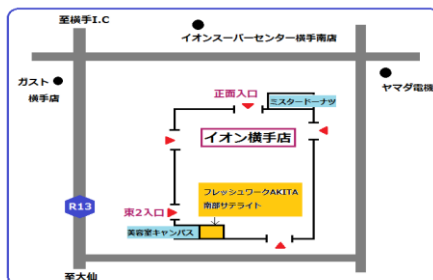 至横手I.C
イオンスーパーセンター横手南店
ガスト
横手店
ヤマダ電機
正面入口
ミスタードーナツ
イオン横手店
フレッシュワークAKITA
南部サテライト
R13
東2入口
美容室キャンパス
至大仙